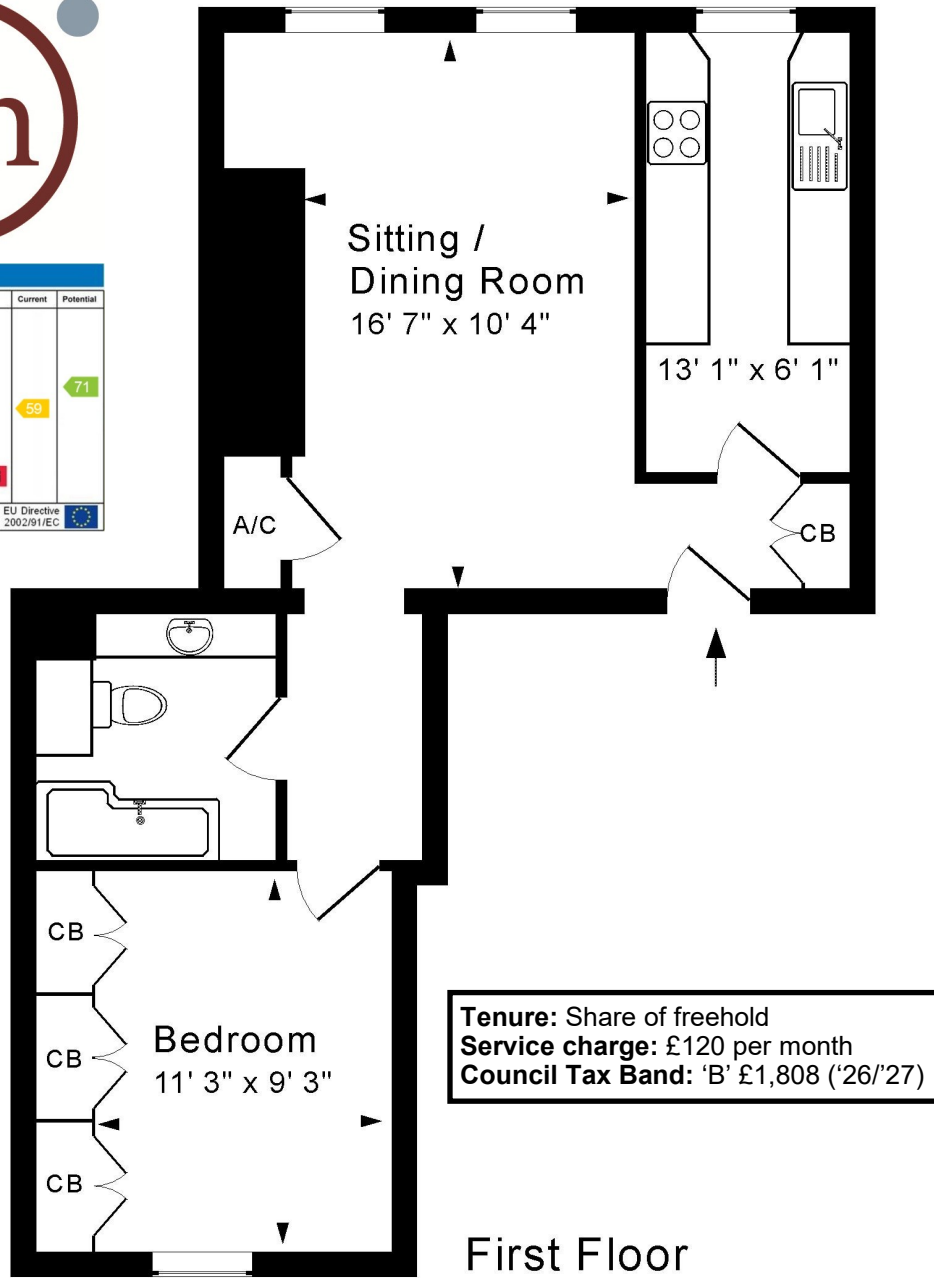 n
Current Potential
71
59
EU Directive
2002/91/EC
Sitting /
Dining Room
16' 7" x 10' 4"
13' 1" x 6' 1"
A/C
CB
CB
CB
CB
Bedroom
11' 3" x 9' 3"
Tenure: Share of freehold
Service charge: £120 per month
Council Tax Band: ‘B’ £1,808 (‘26/’27)
First Floor